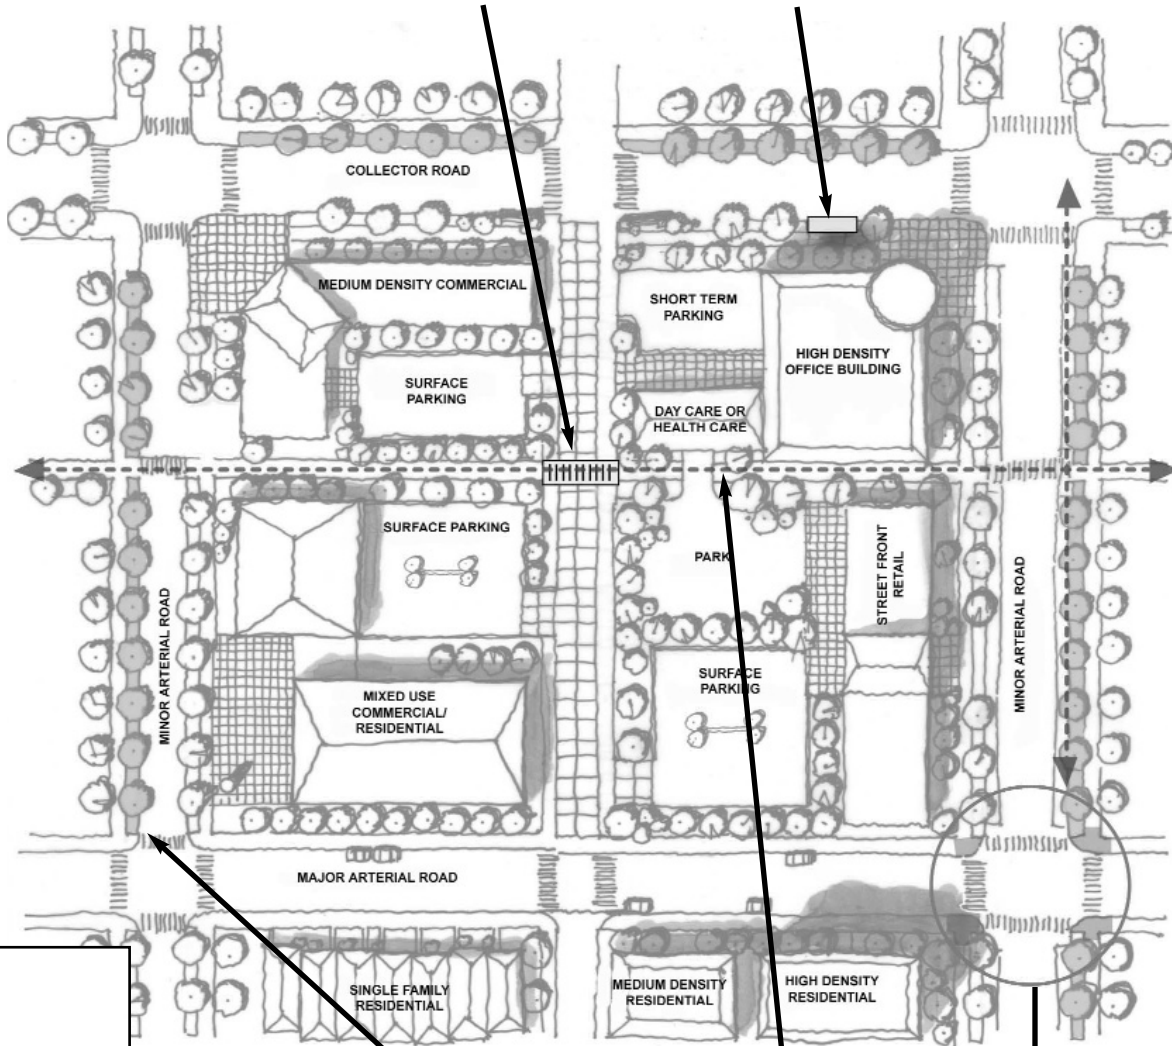 COLLECTOR ROAD
MEDIUM DENSITY COMMERCIAL
SHORT TERM
PARKING
HIGH DENSITY
OFFICE BUILDING
SURFACE
PARKING
DAY CARE OR
HEALTH CARE
SURFACE PARKING
PARK
STREET FRONT
RETAIL
MINOR ARTERIAL ROAD
MINOR ARTERIAL ROAD
SURFACE
PARKING
MIXED USE
COMMERCIAL/
RESIDENTIAL
MAJOR ARTERIAL ROAD
SINGLE FAMILY
RESIDENTIAL
MEDIUM DENSITY
RESIDENTIAL
HIGH DENSITY
RESIDENTIAL